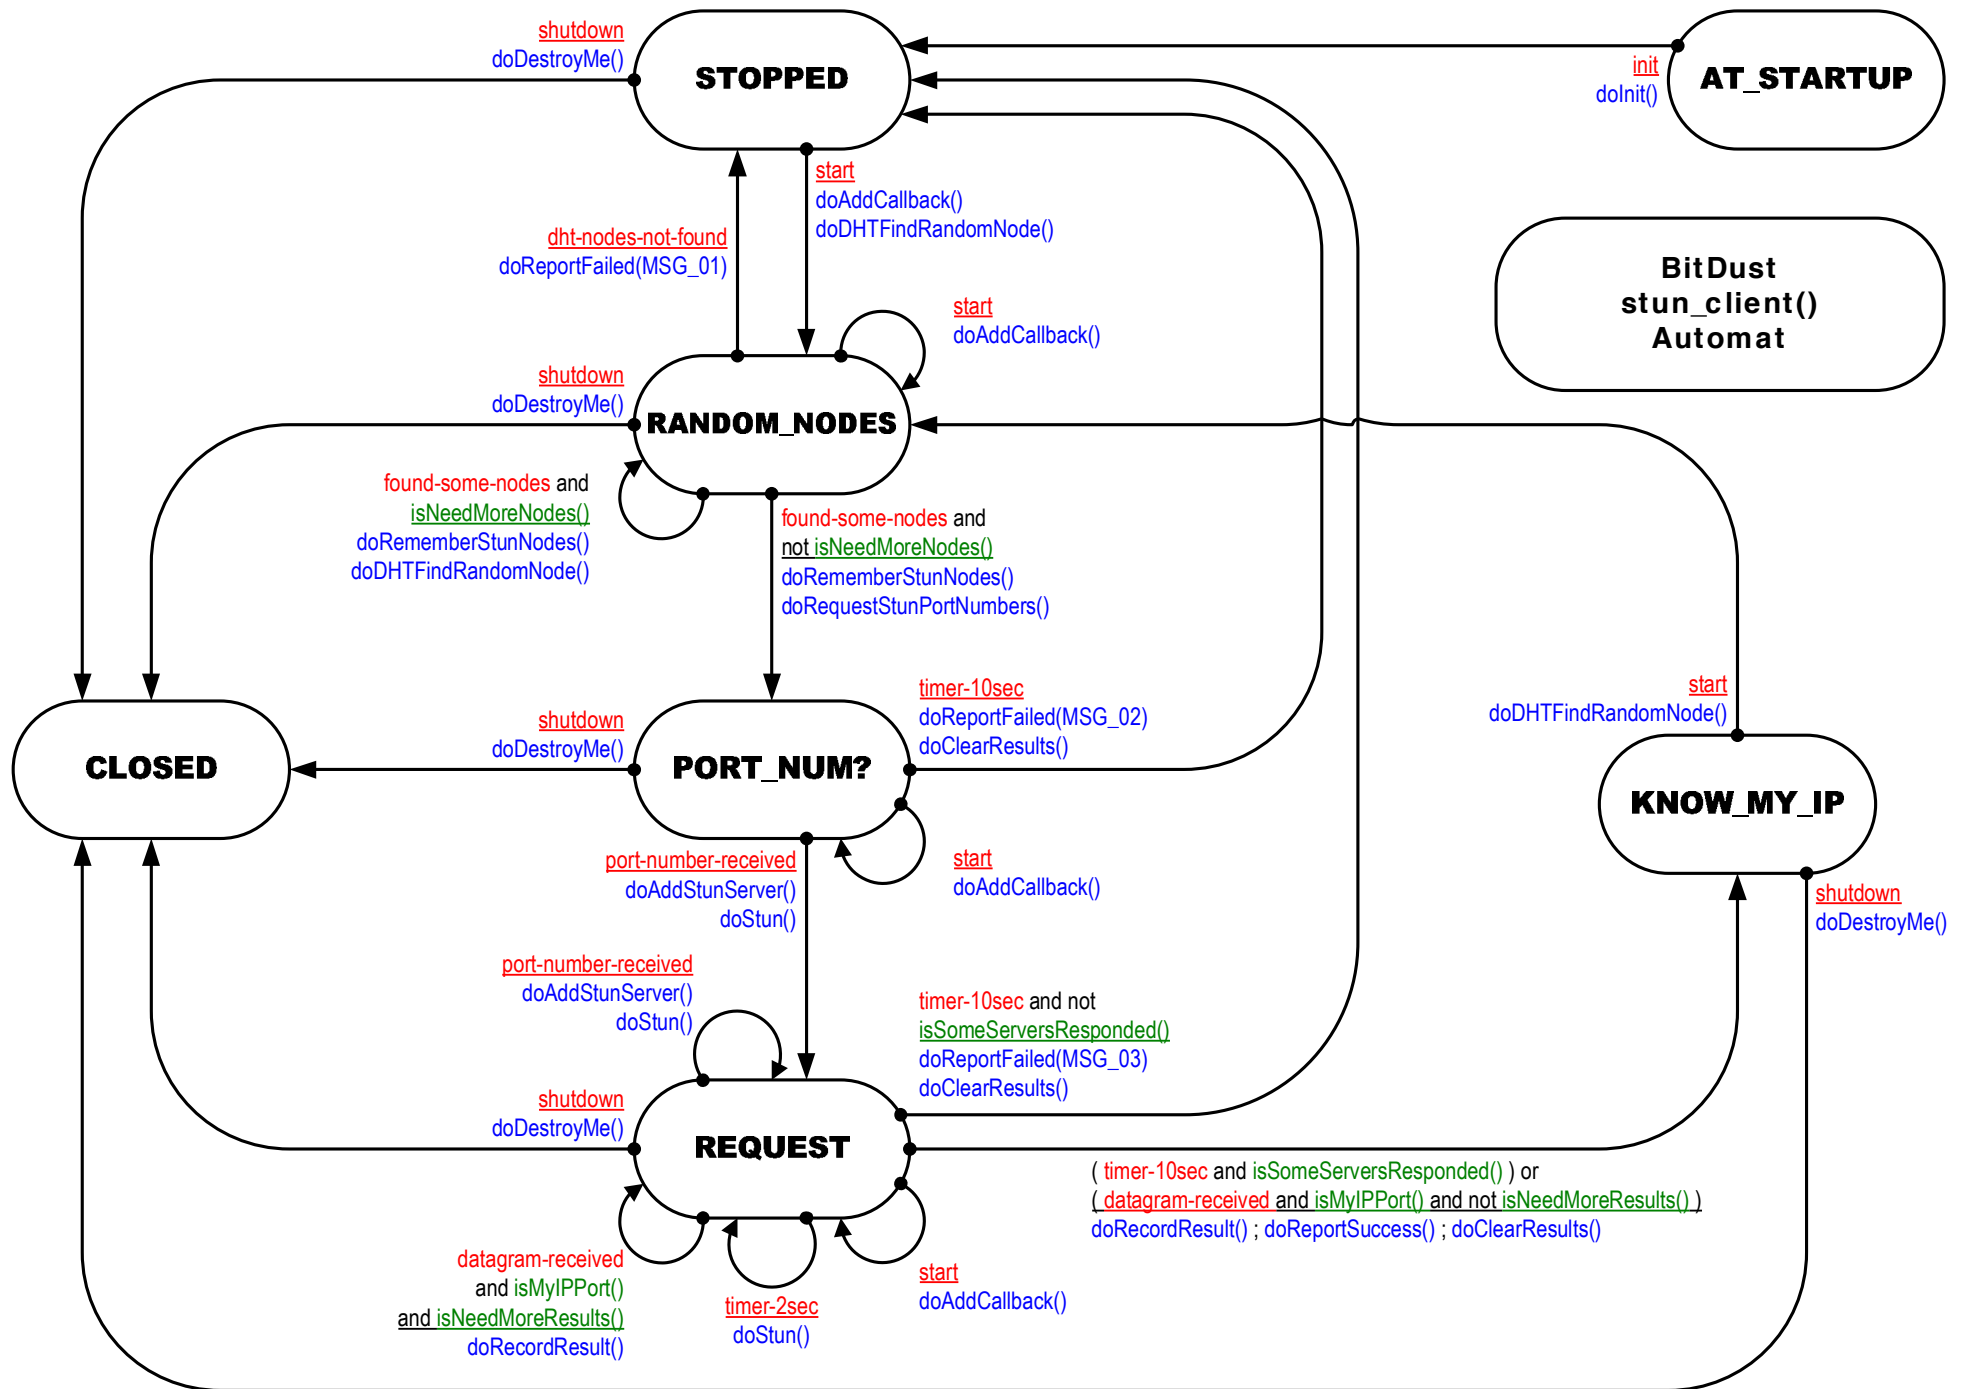 shutdown
doDestroyMe()
STOPPED
init
doInit()
AT_STARTUP
start
doAddCallback()
doDHTFindRandomNode()
dht-nodes-not-found
doReportFailed(MSG_01)
BitDust
stun_client()
Automat
start
doAddCallback()
shutdown
doDestroyMe()
RANDOM_NODES
found-some-nodes and
isNeedMoreNodes()
doRememberStunNodes()
doDHTFindRandomNode()
found-some-nodes and
not isNeedMoreNodes()
doRememberStunNodes()
doRequestStunPortNumbers()
CLOSED
shutdown
doDestroyMe()
PORT_NUM?
timer-10sec
doReportFailed(MSG_02)
doClearResults()
start
doDHTFindRandomNode()
KNOW_MY_IP
port-number-received
doAddStunServer()
doStun()
start
doAddCallback()
shutdown
doDestroyMe()
port-number-received
doAddStunServer()
doStun()
timer-10sec and not
isSomeServersResponded()
doReportFailed(MSG_03)
doClearResults()
shutdown
doDestroyMe()
REQUEST
( timer-10sec and isSomeServersResponded() ) or
( datagram-received and isMyIPPort() and not isNeedMoreResults() )
doRecordResult() ; doReportSuccess() ; doClearResults()
datagram-received
and isMyIPPort()
and isNeedMoreResults()
doRecordResult()
timer-2sec
doStun()
start
doAddCallback()